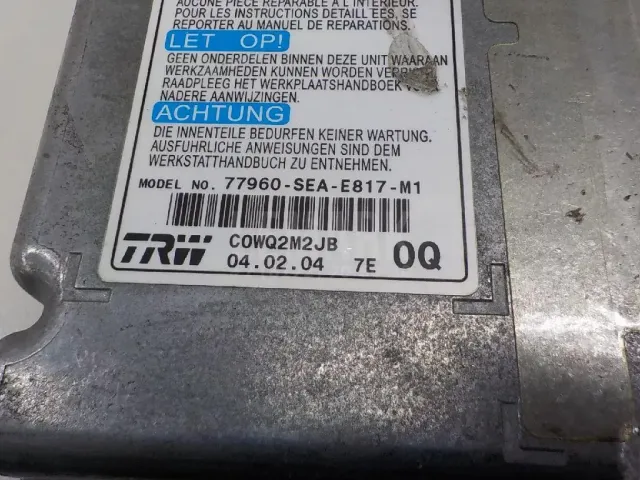 AUCUNE PIECE REPARABLE A L'INTERIEUR.
POUR LES INSTRUCTIONS DETAILLEES, SE
REPORTER AU MANUEL DE REPARATIONS.
LET OP!
GEEN ONDERDELEN BINNEN DEZE UNIT WAARAAN
WERKZAAMHEDEN KUNNEN WORDEN
RAADPLEEG HET WERKPLAATSHANDBOEK
NADERE AANWIJZINGEN.
ACHTUNG
DIE INNENTEILE BEDURFEN KEINER WARTUNG.
AUSFUHRLICHE ANWEISUNGEN SIND DEM
WERKSTATTHANDBUCH ZU ENTNEHMEN.
MODEL NO. 77960-SEA-E817-M1
TRW C0WQ2M2JB
04.02.04 7E 0Q